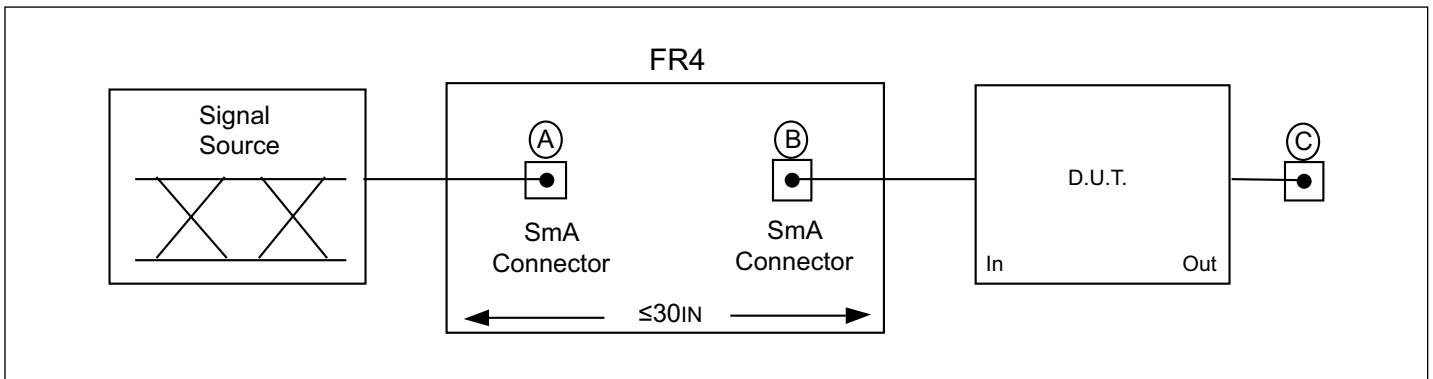 FR4
Signal
Source
A
SmA
Connector
B
SmA
Connector
≤30IN
D.U.T.
In
Out
C